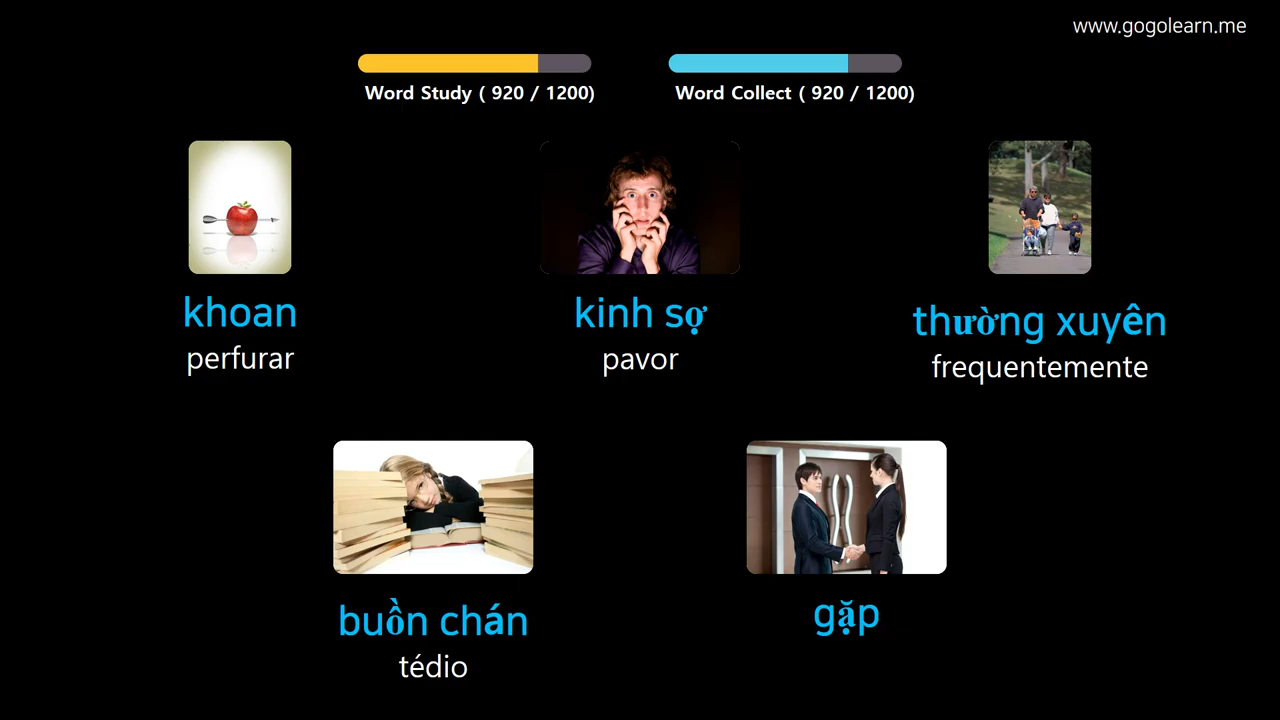 www.gogolearn.me
Word Study ( 920 / 1200)
Word Collect ( 920 / 1200)
khoan
perfurar
kinh sợ
pavor
thường xuyên
frequentemente
buồn chán
tédio
gặp